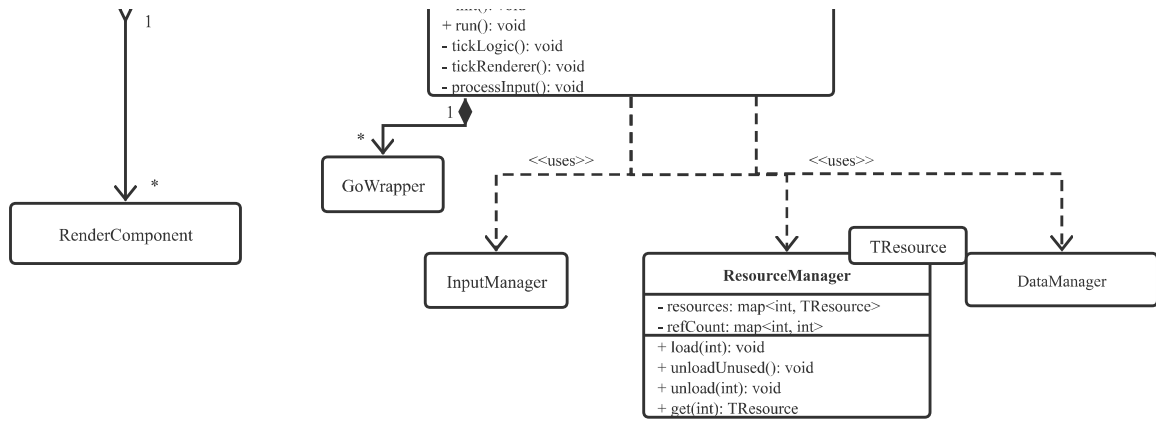 1
+ run(): void
- tickLogic(): void
- tickRenderer(): void
- processInput(): void
1
*
<<uses>>
<<uses>>
GoWrapper
*
RenderComponent
TResource
InputManager
ResourceManager
DataManager
- resources: map<int, TResource>
- refCount: map<int, int>
+ load(int): void
+ unloadUnused(): void
+ unload(int): void
+ get(int): TResource